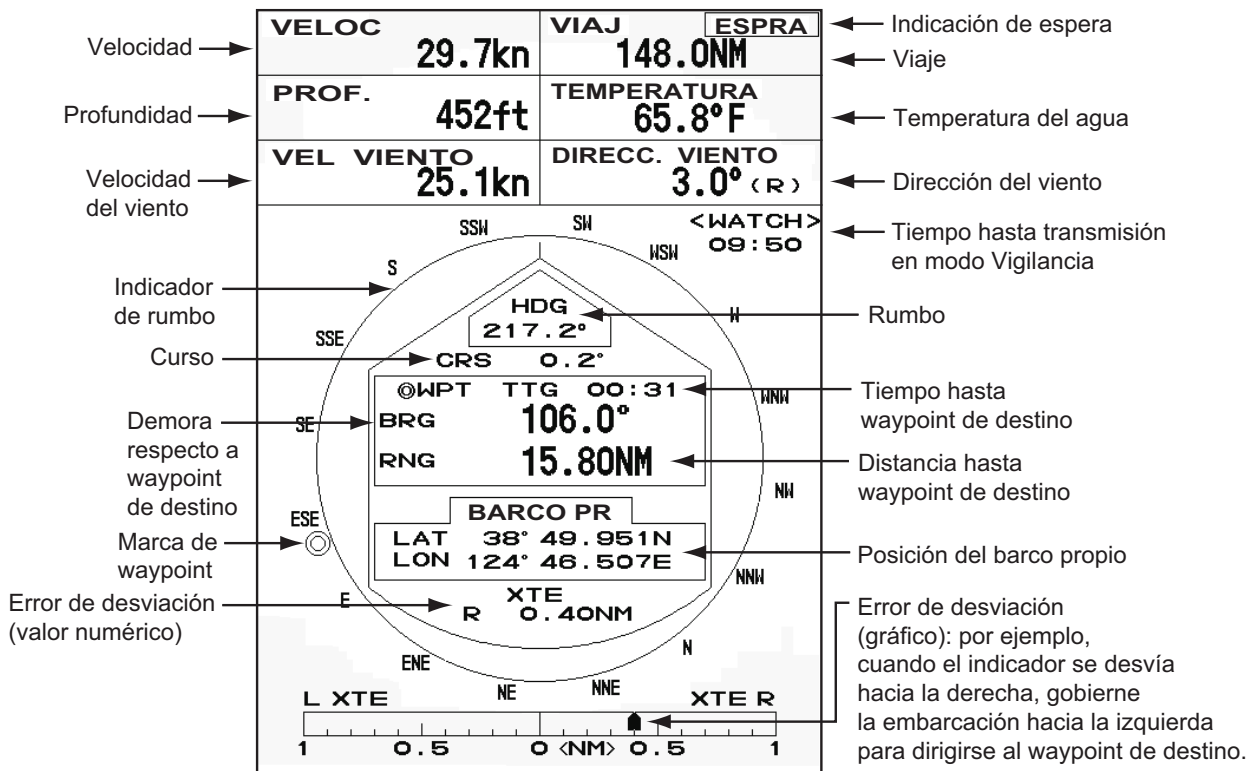 Velocidad
Profundidad
Velocidad
del viento
Indicador
de rumbo
Curso
Demora
respecto a
waypoint
de destino
Marca de
waypoint
Error de desviación
(valor numérico)
VELOC
29.7kn
VIAJ
ESPRA
148.0NM
PROF.
452ft
TEMPERATURA
65.8°F
VEL VIENTO
25.1kn
DIRECC. VIENTO
3.0° (R)
<WATCH>
09:50
SSW
SW
WSW
S
W
SSE
WNW
SE
NW
ESE
NNW
E
N
ENE
NE
NNE
HDG
217.2°
CRS 0.2°
◎WPT TTG 00:31
BRG 106.0°
RNG 15.80NM
BARCO PR
LAT 38° 49.951N
LON 124° 46.507E
XTE
R 0.40NM
L XTE
XTE R
1 0.5 0 <NM> 0.5 1
Indicación de espera
Viaje
Temperatura del agua
Dirección del viento
Tiempo hasta transmisión
en modo Vigilancia
Rumbo
Tiempo hasta
waypoint de destino
Distancia hasta
waypoint de destino
Posición del barco propio
Error de desviación
(gráfico): por ejemplo,
cuando el indicador se desvía
hacia la derecha, gobierne
la embarcación hacia la izquierda
para dirigirse al waypoint de destino.